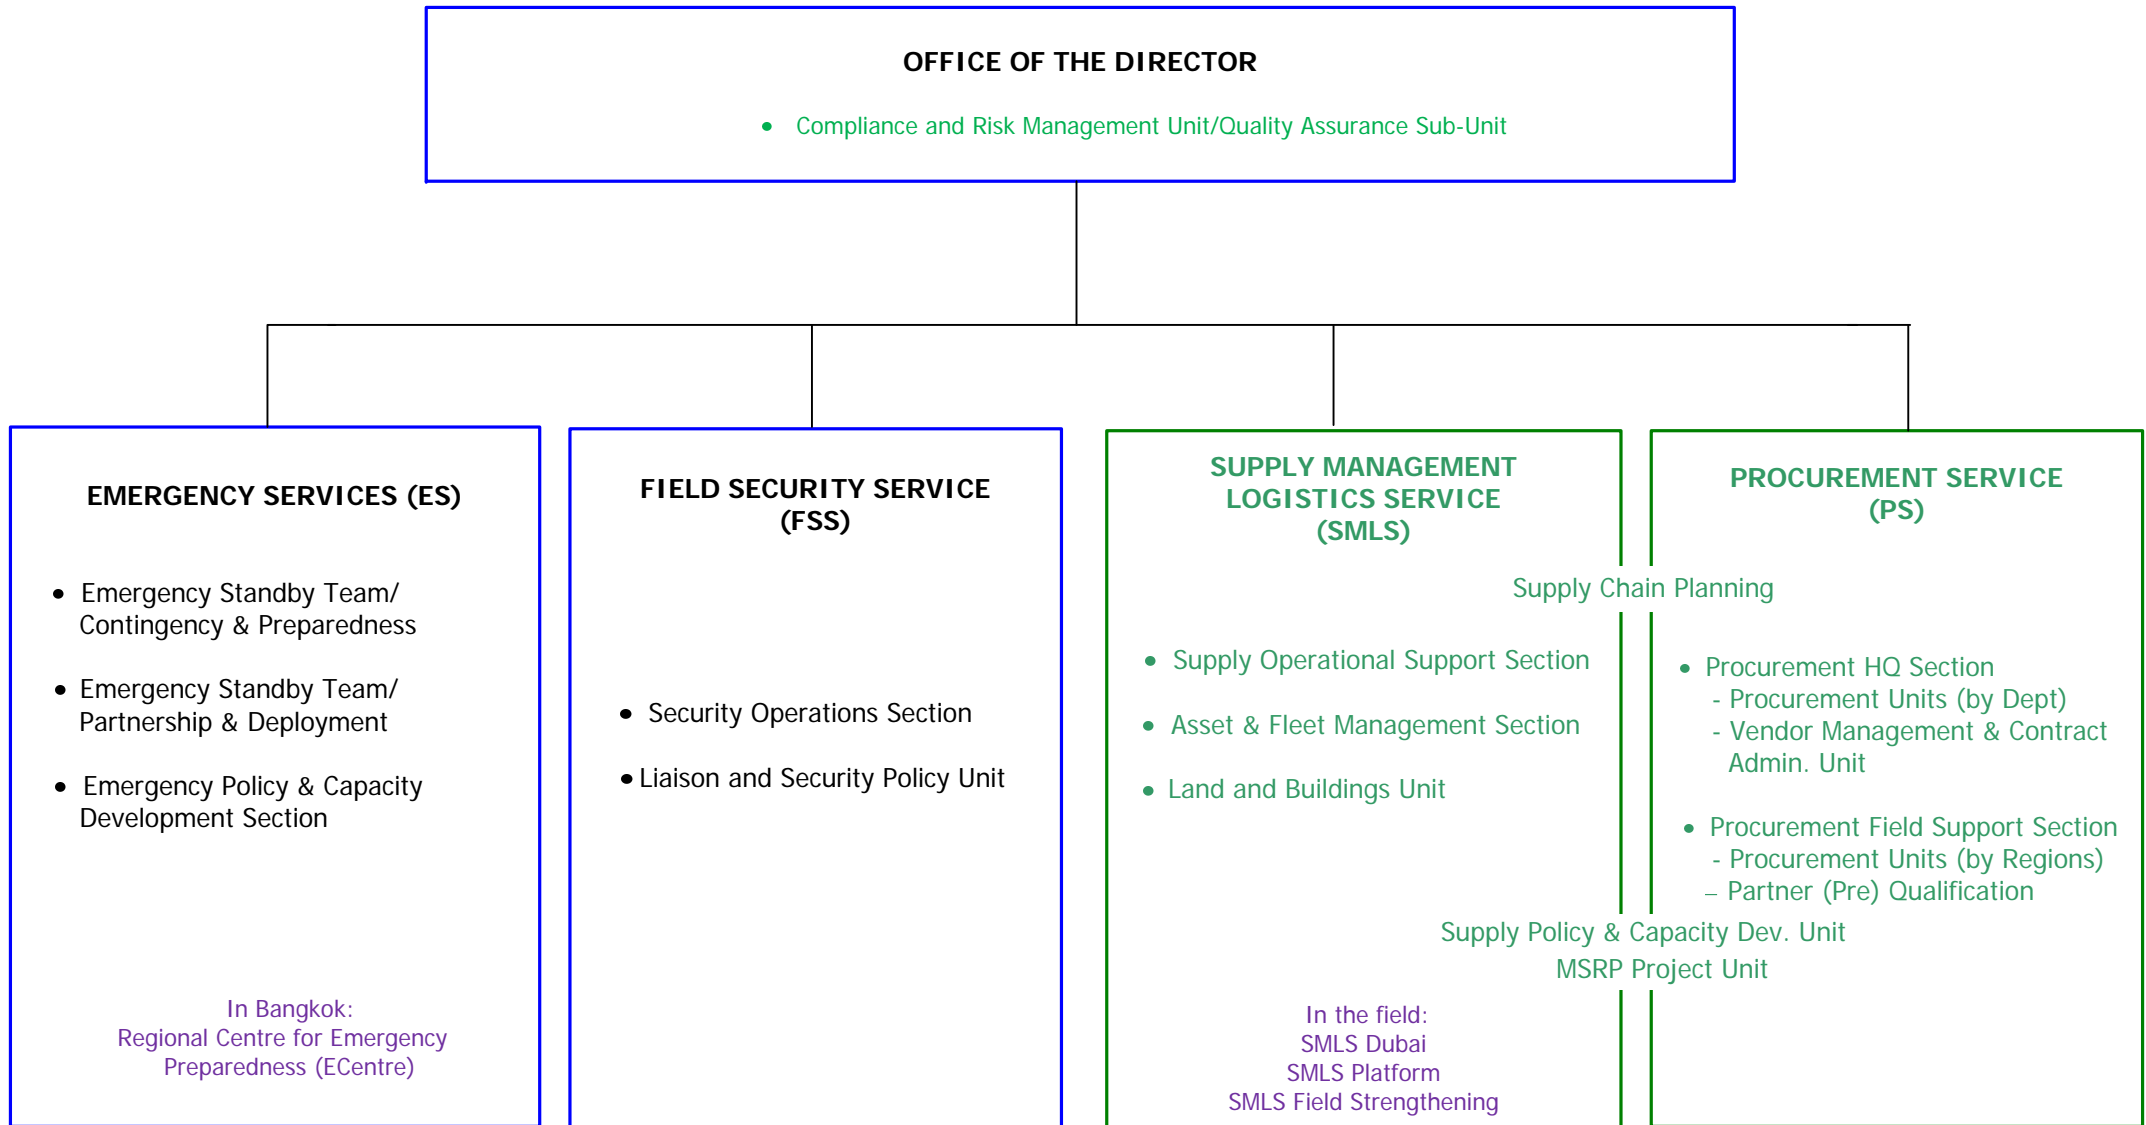 OFFICE OF THE DIRECTOR
• Compliance and Risk Management Unit/Quality Assurance Sub-Unit
EMERGENCY SERVICES (ES)
• Emergency Standby Team/
Contingency & Preparedness
• Emergency Standby Team/
Partnership & Deployment
• Emergency Policy & Capacity
Development Section
In Bangkok:
Regional Centre for Emergency
Preparedness (ECentre)
FIELD SECURITY SERVICE
(FSS)
• Security Operations Section
• Liaison and Security Policy Unit
SUPPLY MANAGEMENT
LOGISTICS SERVICE
(SMLS)
Supply Chain Planning
• Supply Operational Support Section
• Asset & Fleet Management Section
• Land and Buildings Unit
PROCUREMENT SERVICE
(PS)
• Procurement HQ Section
- Procurement Units (by Dept)
- Vendor Management & Contract
Admin. Unit
• Procurement Field Support Section
- Procurement Units (by Regions)
– Partner (Pre) Qualification
Supply Policy & Capacity Dev. Unit
MSRP Project Unit
In the field:
SMLS Dubai
SMLS Platform
SMLS Field Strengthening